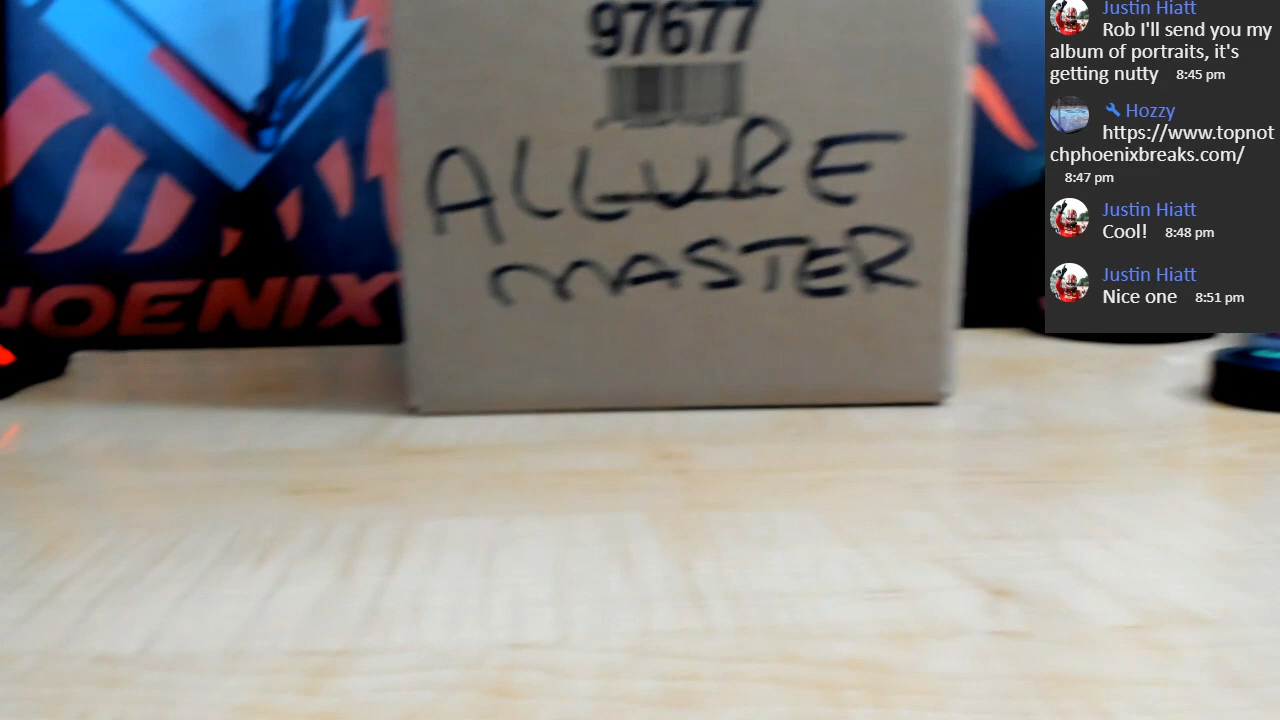 97677
ALLURE
MASTER
HOENIX
Justin Hiatt
Rob I'll send you my
album of portraits, it's
getting nutty 8:45 pm
Hozzy
https://www.topnot
chphoenixbreaks.com/
8:47 pm
Justin Hiatt
Cool! 8:48 pm
Justin Hiatt
Nice one 8:51 pm